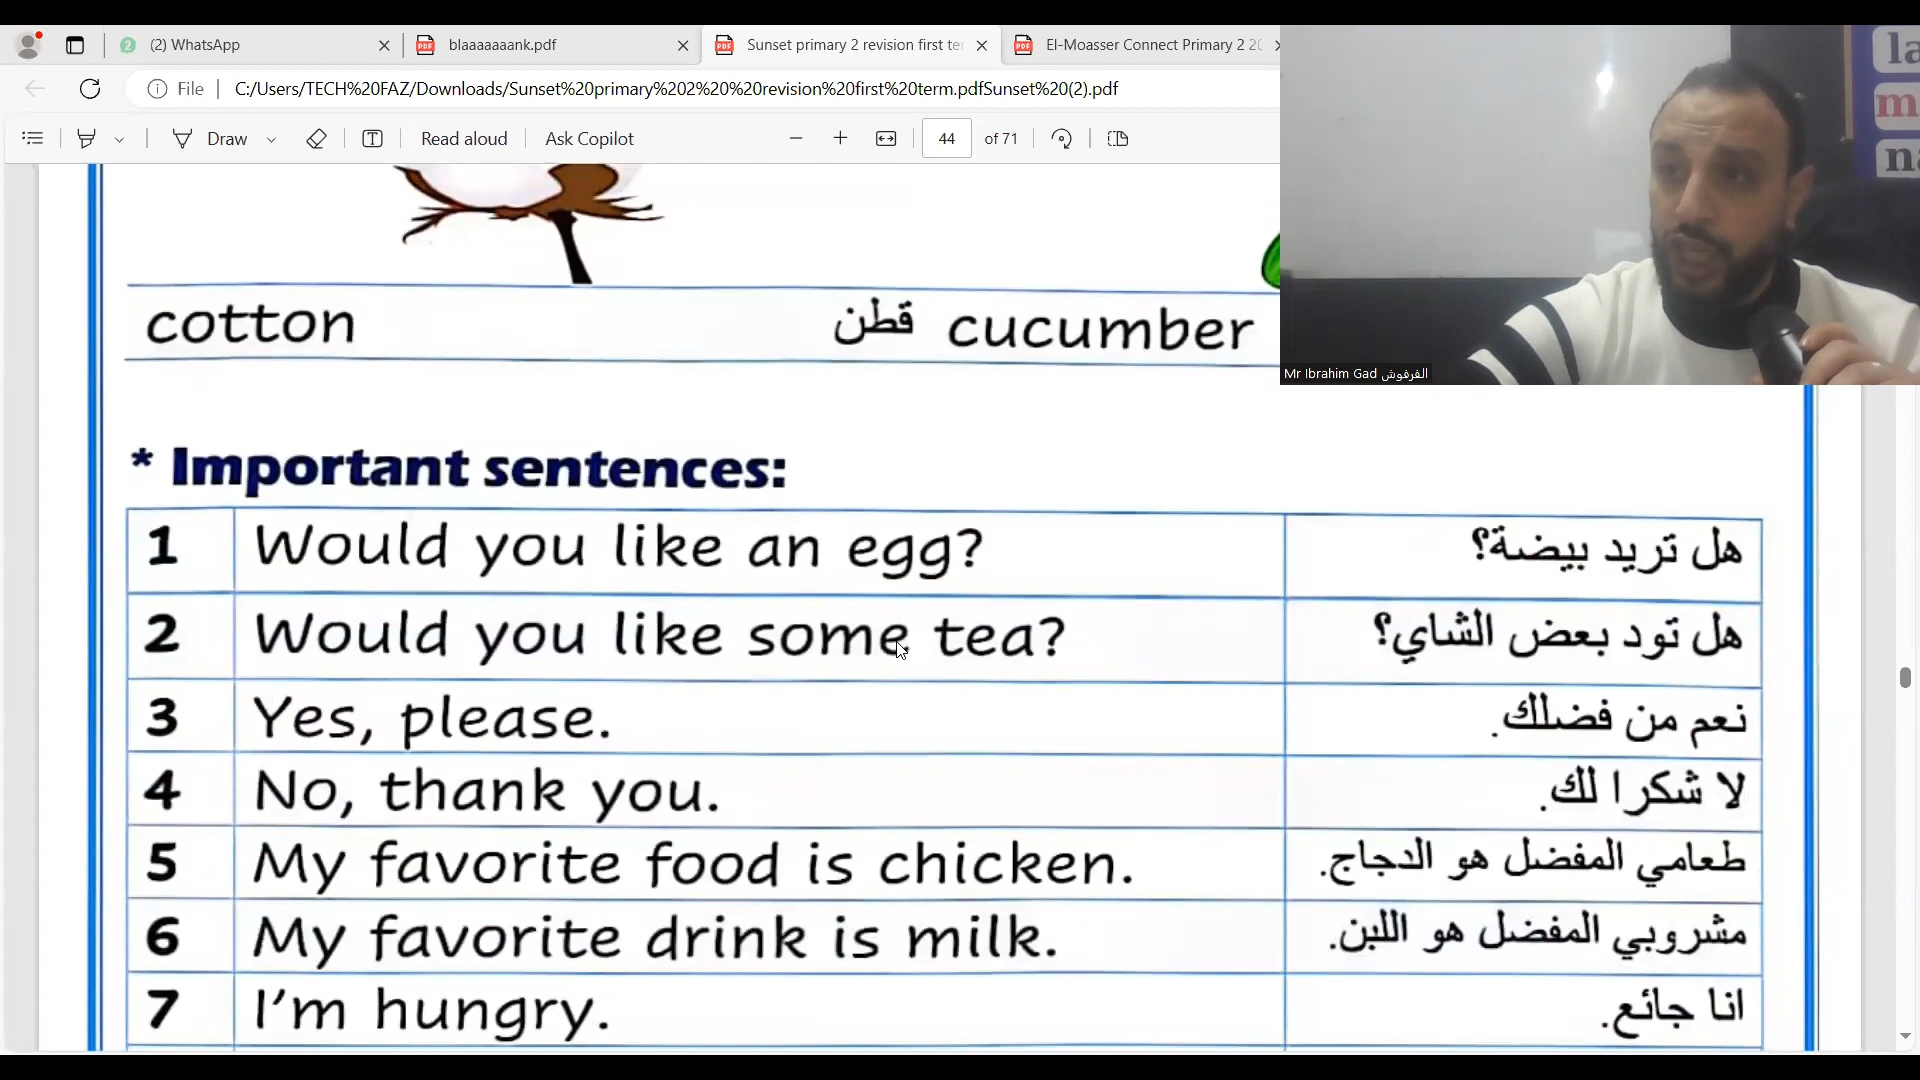 (2) WhatsApp
blaaaaaaank.pdf
Sunset primary 2 revision first te
El-Moasser Connect Primary 2 20
File
C:/Users/TECH%20FAZ/Downloads/Sunset%20primary%202%20%20revision%20first%20term.pdfSunset%20(2).pdf
Draw
Read aloud
Ask Copilot
44 of 71
la
m
na
Mr Ibrahim Gad الفرفوش
cotton قطن cucumber
* Important sentences:
1 Would you like an egg? هل تريد بيضة؟
2 Would you like some tea? هل تود بعض الشاي؟
3 Yes, please. نعم من فضلك.
4 No, thank you. لا شكرا لك.
5 My favorite food is chicken. طعامي المفضل هو الدجاج.
6 My favorite drink is milk. مشروبي المفضل هو اللبن.
7 I'm hungry. انا جائع.